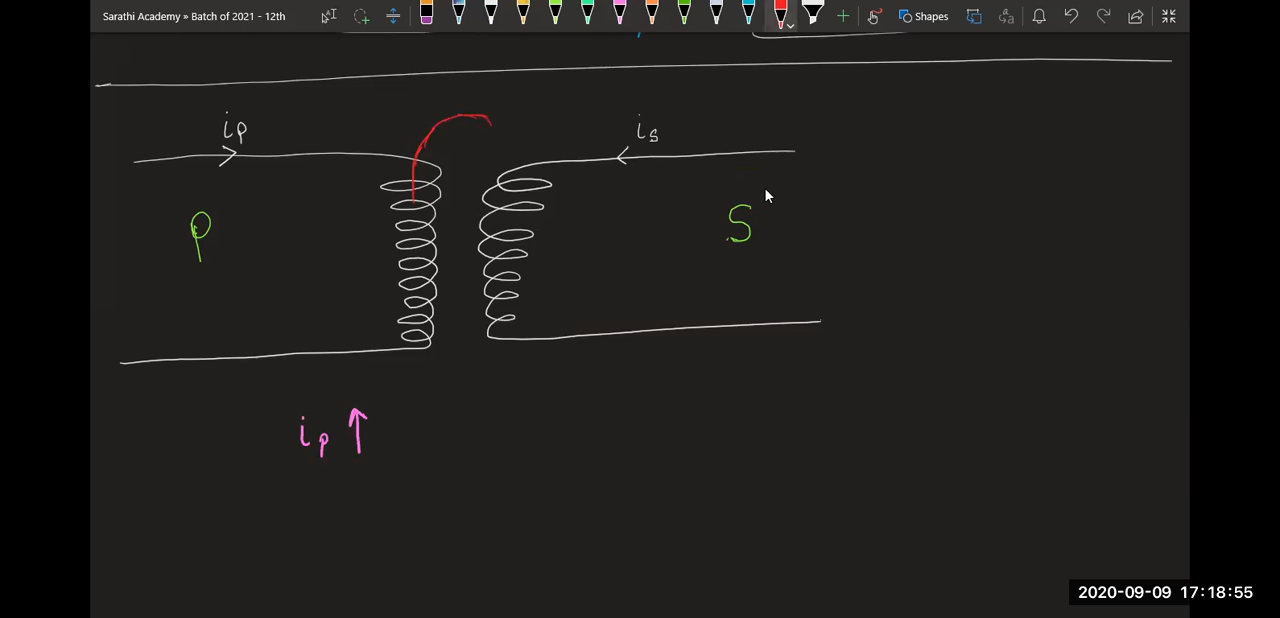 Sarathi Academy » Batch of 2021 - 12th
Shapes
ip
is
P
S
ip ↑
2020-09-09 17:18:55